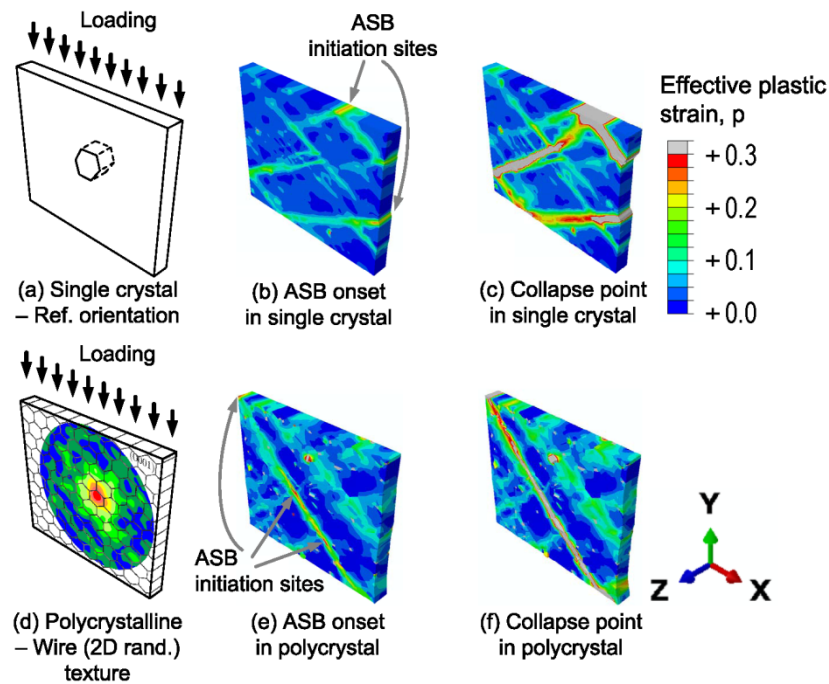 Loading
ASB
initiation sites
Effective plastic
strain, p
+0.3
+0.2
+0.1
+0.0
(a) Single crystal
– Ref. orientation
(b) ASB onset
in single crystal
(c) Collapse point
in single crystal
Loading
(0001)
ASB
initiation sites
(d) Polycrystalline
– Wire (2D rand.)
texture
(e) ASB onset
in polycrystal
(f) Collapse point
in polycrystal
Y
Z
X